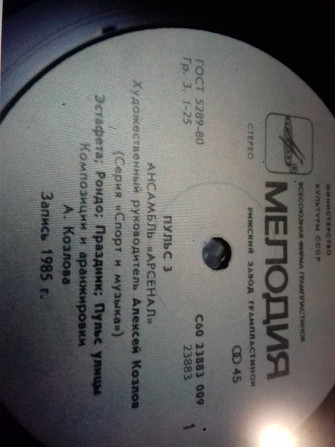 МИНИСТЕРСТВО
КУЛЬТУРЫ СССР
ВСЕСОЮЗНАЯ ФИРМА ГРАМПЛАСТИНОК
МЕЛОДИЯ
РИЖСКИЙ ЗАВОД ГРАМПЛАСТИНОК
СТЕРЕО
45
ГОСТ 5289-80
Гр. 3. 1-25
С60 23883 009
23883
1
ПУЛЬС 3
АНСАМБЛЬ «АРСЕНАЛ»
Художественный руководитель Алексей Козлов
(Серия «Спорт и музыка»)
Эстафета; Рондо; Праздник; Пульс улицы
Композиции и аранжировки
А. Козлова
Запись 1985 г.